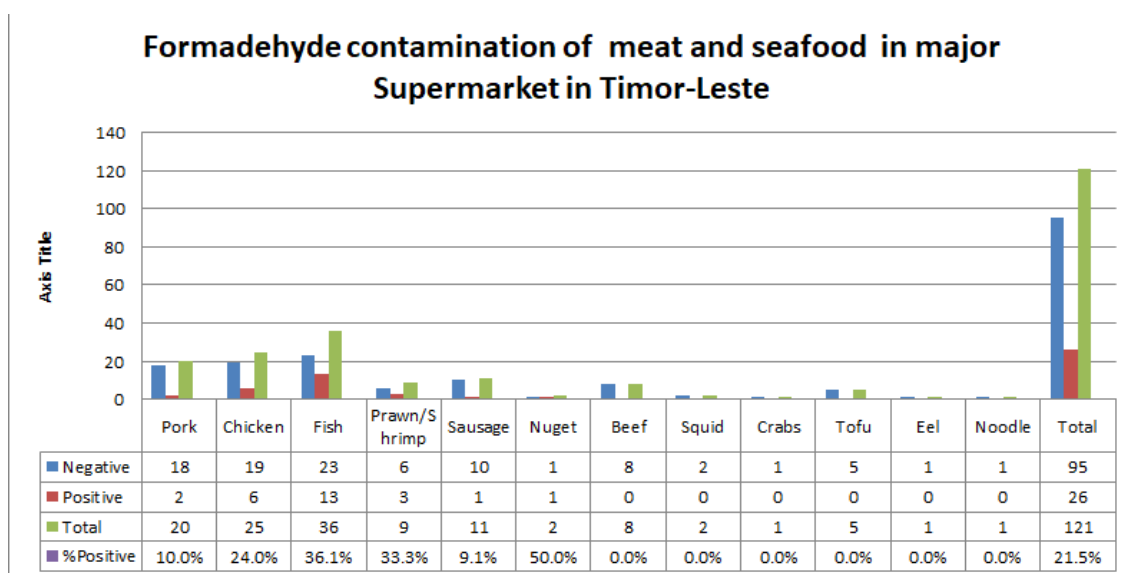 Formadehyde contamination of meat and seafood in major
Supermarket in Timor-Leste
140
120
100
80
60
40
20
0
Axis Title
Pork Chicken Fish Prawn/S hrimp Sausage Nuget Beef Squid Crabs Tofu Eel Noodle Total
Negative 18 19 23 6 10 1 8 2 1 5 1 1 95
Positive 2 6 13 3 1 1 0 0 0 0 0 0 26
Total 20 25 36 9 11 2 8 2 1 5 1 1 121
%Positive 10.0% 24.0% 36.1% 33.3% 9.1% 50.0% 0.0% 0.0% 0.0% 0.0% 0.0% 0.0% 21.5%